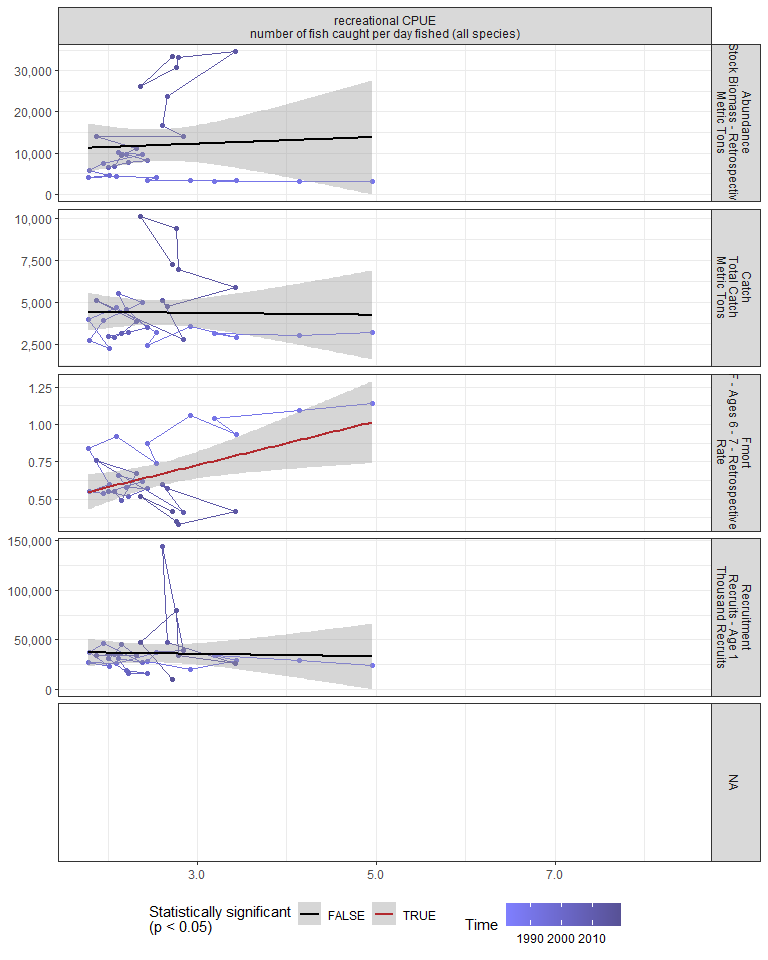 recreational CPUE
number of fish caught per day fished (all species)
30,000
20,000
10,000
0
Abundance
Stock Biomass - Retrospectiv
Metric Tons
10,000
7,500
5,000
2,500
Catch
Total Catch
Metric Tons
1.25
1.00
0.75
0.50
Fmort
F - Ages 6 - 7 - Retrospective
Rate
150,000
100,000
50,000
0
Recruitment
Recruits - Age 1
Thousand Recruits
NA
3.0 5.0 7.0
Statistically significant
(p < 0.05)
FALSE TRUE
Time
1990 2000 2010